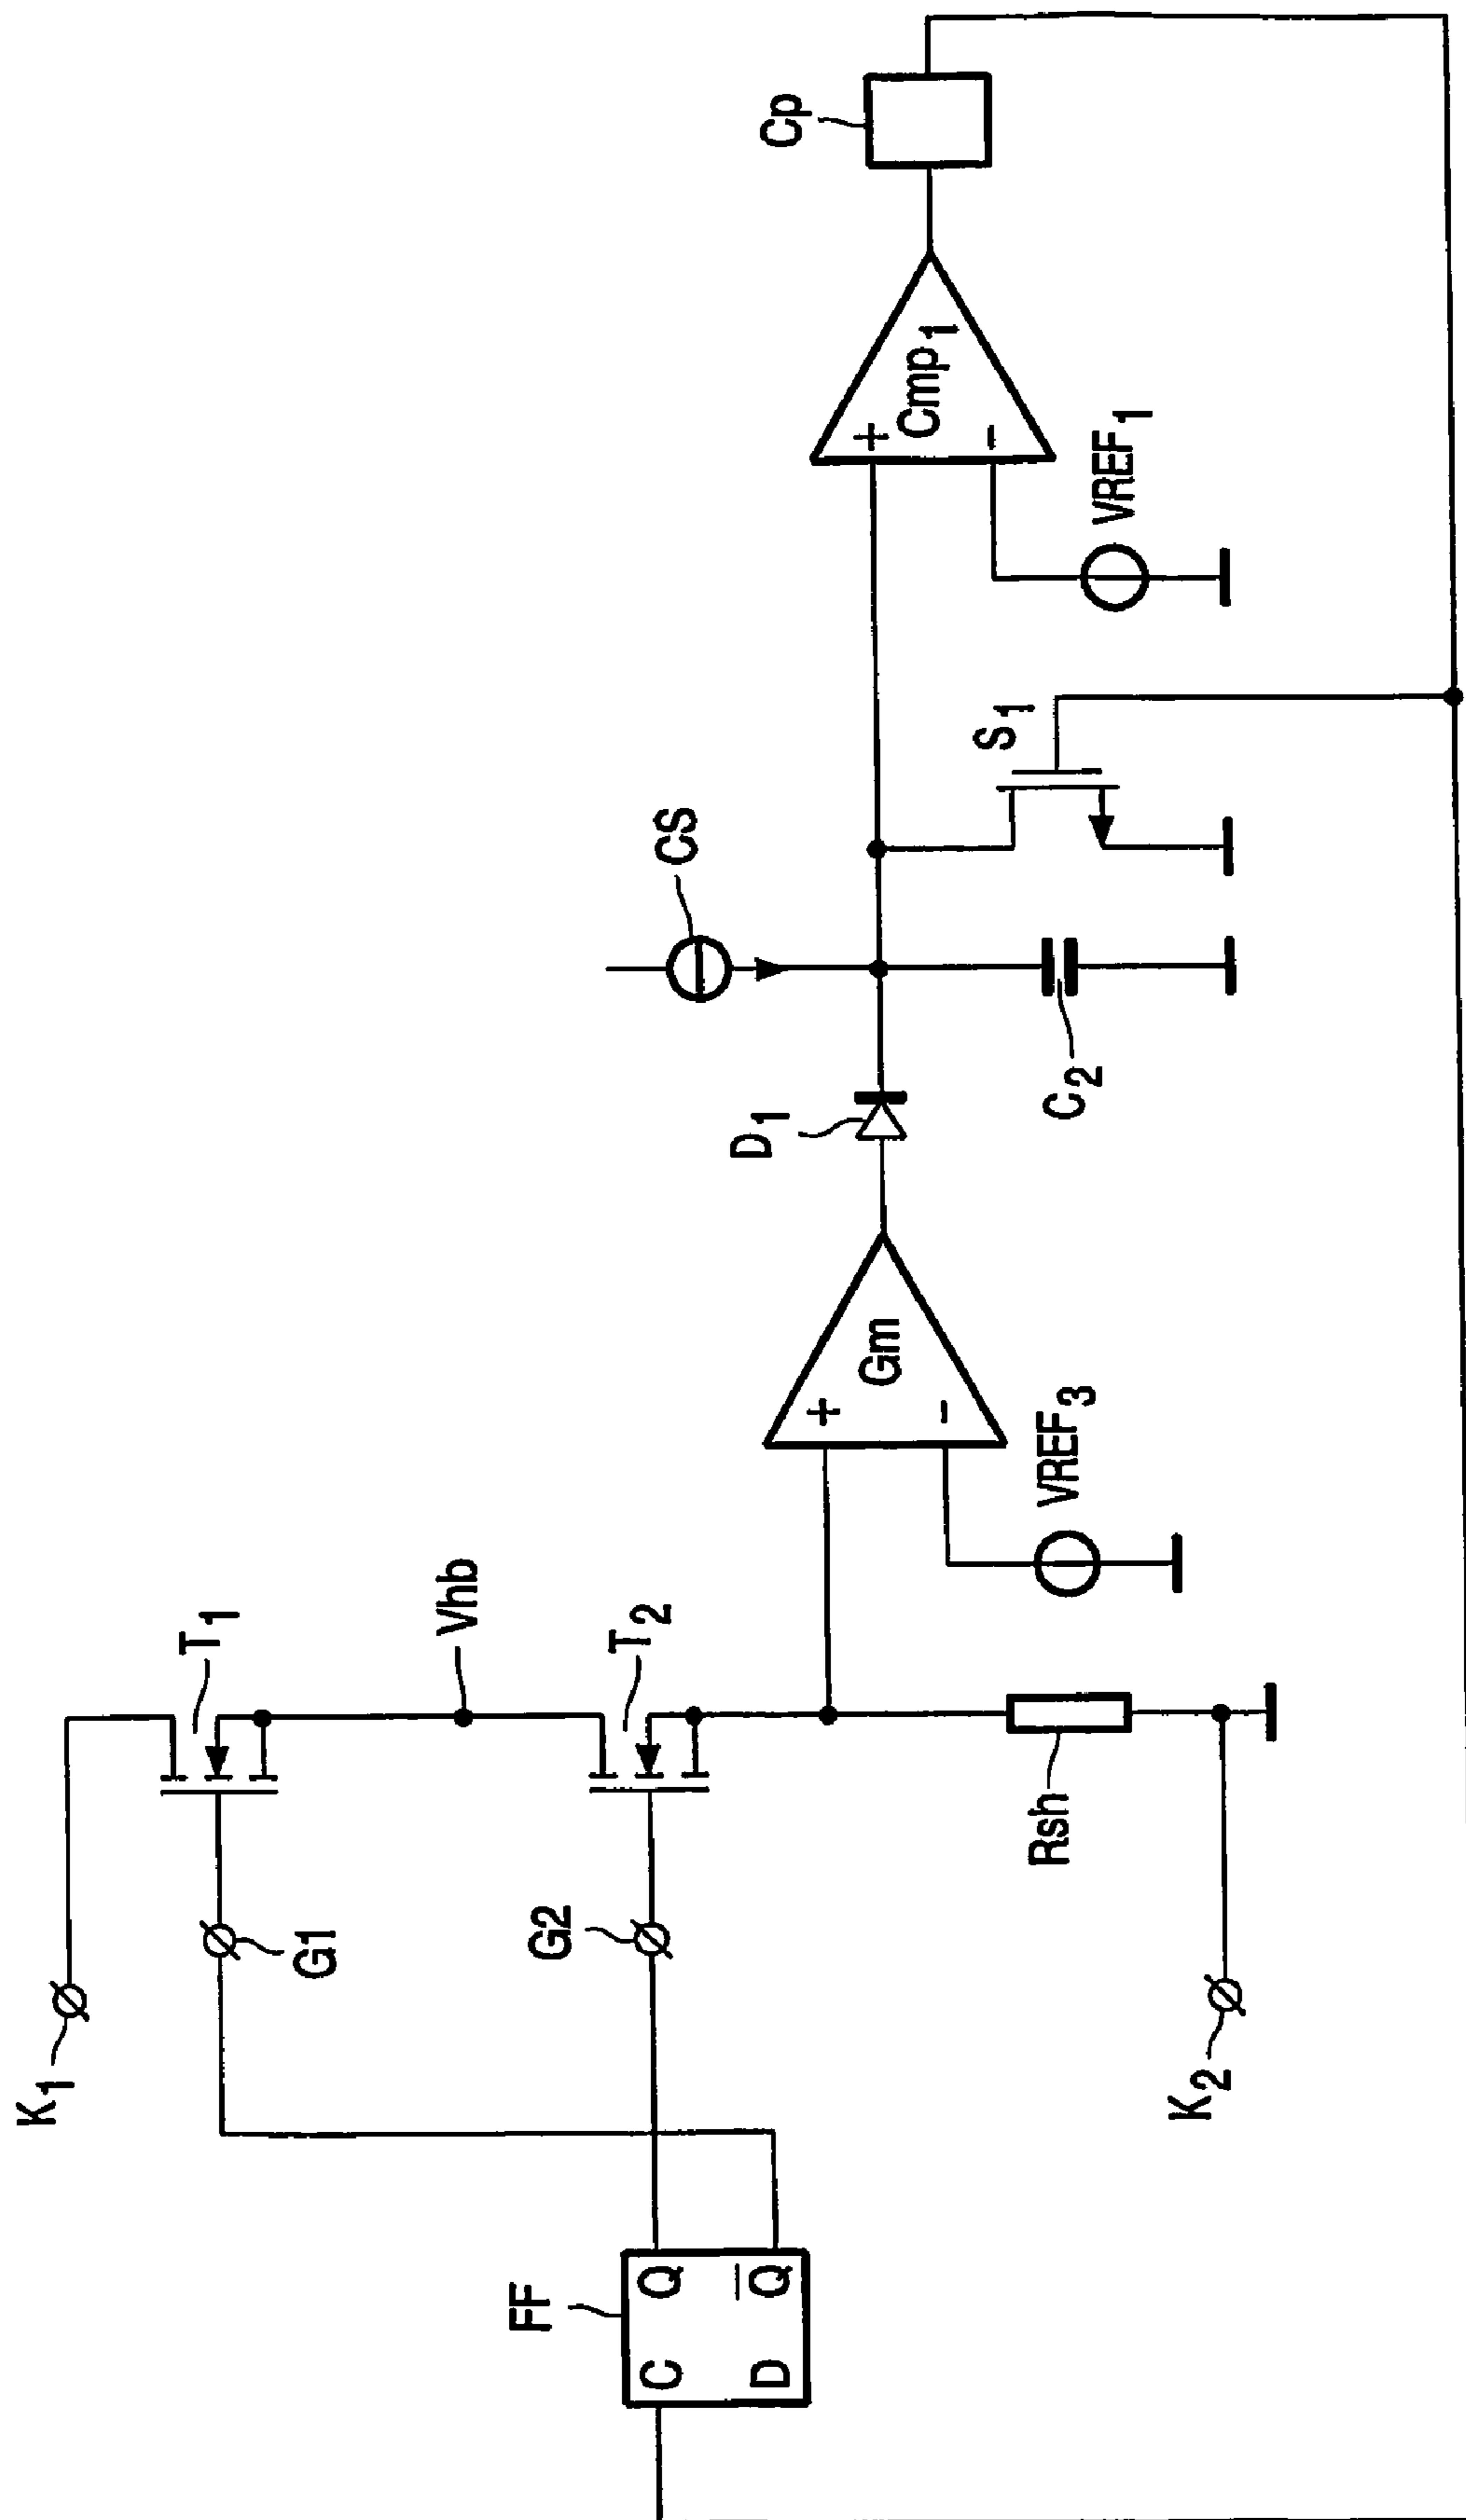 K1
T1
G1
Vhb
T2
G2
FF
C Q
D Q̅
Rsh
K2
+
-
Gm
VREF3
D1
CS
C2
S1
+
-
Cmp1
VREF1
Cp